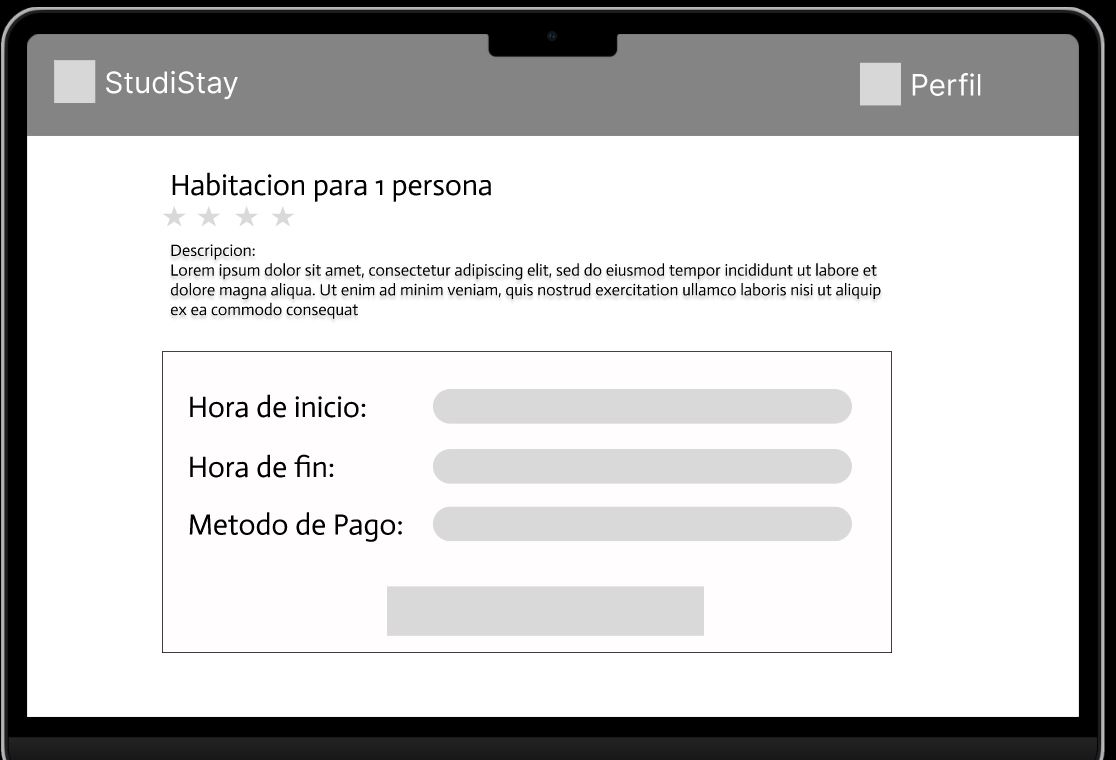 StudiStay
Perfil
Habitacion para 1 persona
Descripcion:
Lorem ipsum dolor sit amet, consectetur adipiscing elit, sed do eiusmod tempor incididunt ut labore et
dolore magna aliqua. Ut enim ad minim veniam, quis nostrud exercitation ullamco laboris nisi ut aliquip
ex ea commodo consequat
Hora de inicio:
Hora de fin:
Metodo de Pago: